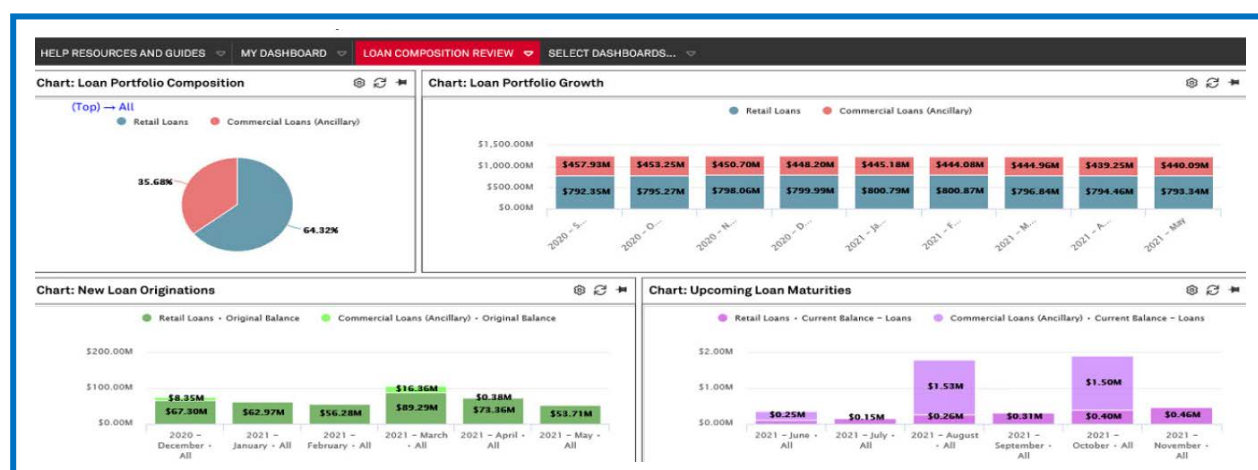 HELP RESOURCES AND GUIDES MY DASHBOARD LOAN COMPOSITION REVIEW SELECT DASHBOARDS...
Chart: Loan Portfolio Composition
(Top) → All
Retail Loans Commercial Loans (Ancillary)
35.68%
64.32%
Chart: Loan Portfolio Growth
Retail Loans Commercial Loans (Ancillary)
$1,500.00M
$1,000.00M
$500.00M
$0.00M
$457.93M $453.25M $450.70M $448.20M $445.18M $444.08M $444.96M $439.25M $440.09M
$792.35M $795.27M $798.06M $799.99M $800.79M $800.87M $796.84M $794.46M $793.34M
2020 – S... 2020 – O... 2020 – N... 2020 – D... 2021 – Ja... 2021 – F... 2021 – M... 2021 – A... 2021 – May
Chart: New Loan Originations
Retail Loans • Original Balance Commercial Loans (Ancillary) • Original Balance
$200.00M
$100.00M
$0.00M
$8.35M $16.36M $0.38M
$67.30M $62.97M $56.28M $89.29M $73.36M $53.71M
2020 – 2021 – 2021 – 2021 – March 2021 – April • 2021 – May •
December • January • All February • All • All All All
All
Chart: Upcoming Loan Maturities
Retail Loans • Current Balance – Loans Commercial Loans (Ancillary) • Current Balance – Loans
$2.00M
$1.00M
$0.00M
$1.53M $1.50M
$0.25M $0.15M $0.26M $0.31M $0.40M $0.46M
2021 – June • 2021 – July • 2021 – August 2021 – 2021 – 2021 –
All All • All September • October • All November •
All All